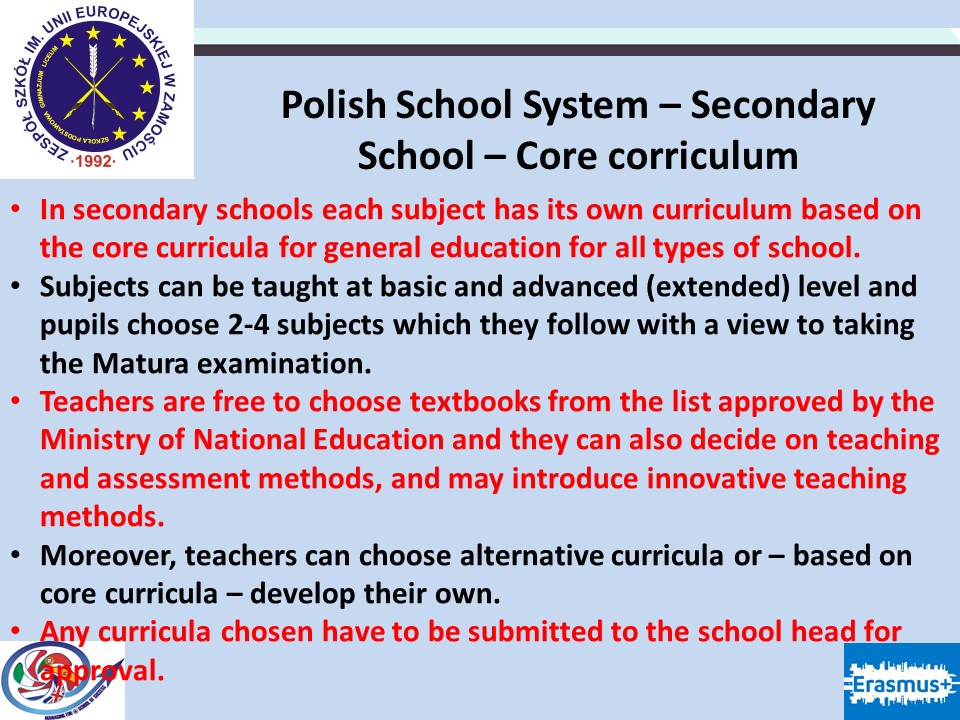 ZESPÓŁ SZKÓŁ IM. UNII EUROPEJSKIEJ W ZAMOŚCIU
SZKOŁA PODSTAWOWA GIMNAZJUM LICEUM
·1992·
Polish School System – Secondary
School – Core corriculum
• In secondary schools each subject has its own curriculum based on
the core curricula for general education for all types of school.
• Subjects can be taught at basic and advanced (extended) level and
pupils choose 2-4 subjects which they follow with a view to taking
the Matura examination.
• Teachers are free to choose textbooks from the list approved by the
Ministry of National Education and they can also decide on teaching
and assessment methods, and may introduce innovative teaching
methods.
• Moreover, teachers can choose alternative curricula or – based on
core curricula – develop their own.
• Any curricula chosen have to be submitted to the school head for
approval.
Erasmus+